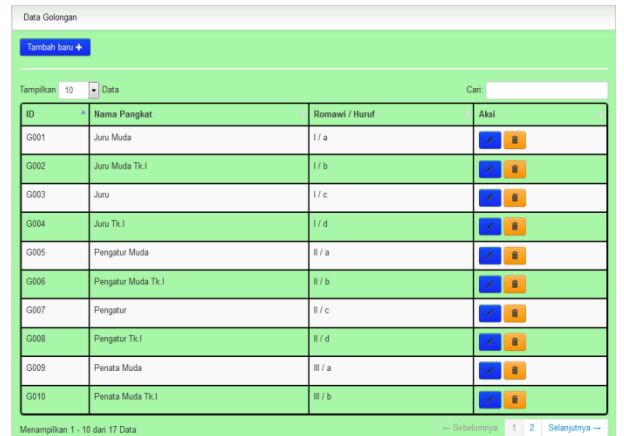 Data Golongan
Tambah baru +
Tampilkan 10 Data Cari:
ID Nama Pangkat Romawi / Huruf Aksi
G001 Juru Muda I / a
G002 Juru Muda Tk.I I / b
G003 Juru I / c
G004 Juru Tk.I I / d
G005 Pengatur Muda II / a
G006 Pengatur Muda Tk.I II / b
G007 Pengatur II / c
G008 Pengatur Tk.I II / d
G009 Penata Muda III / a
G010 Penata Muda Tk.I III / b
Menampilkan 1 - 10 dari 17 Data ← Sebelumnya 1 2 Selanjutnya →